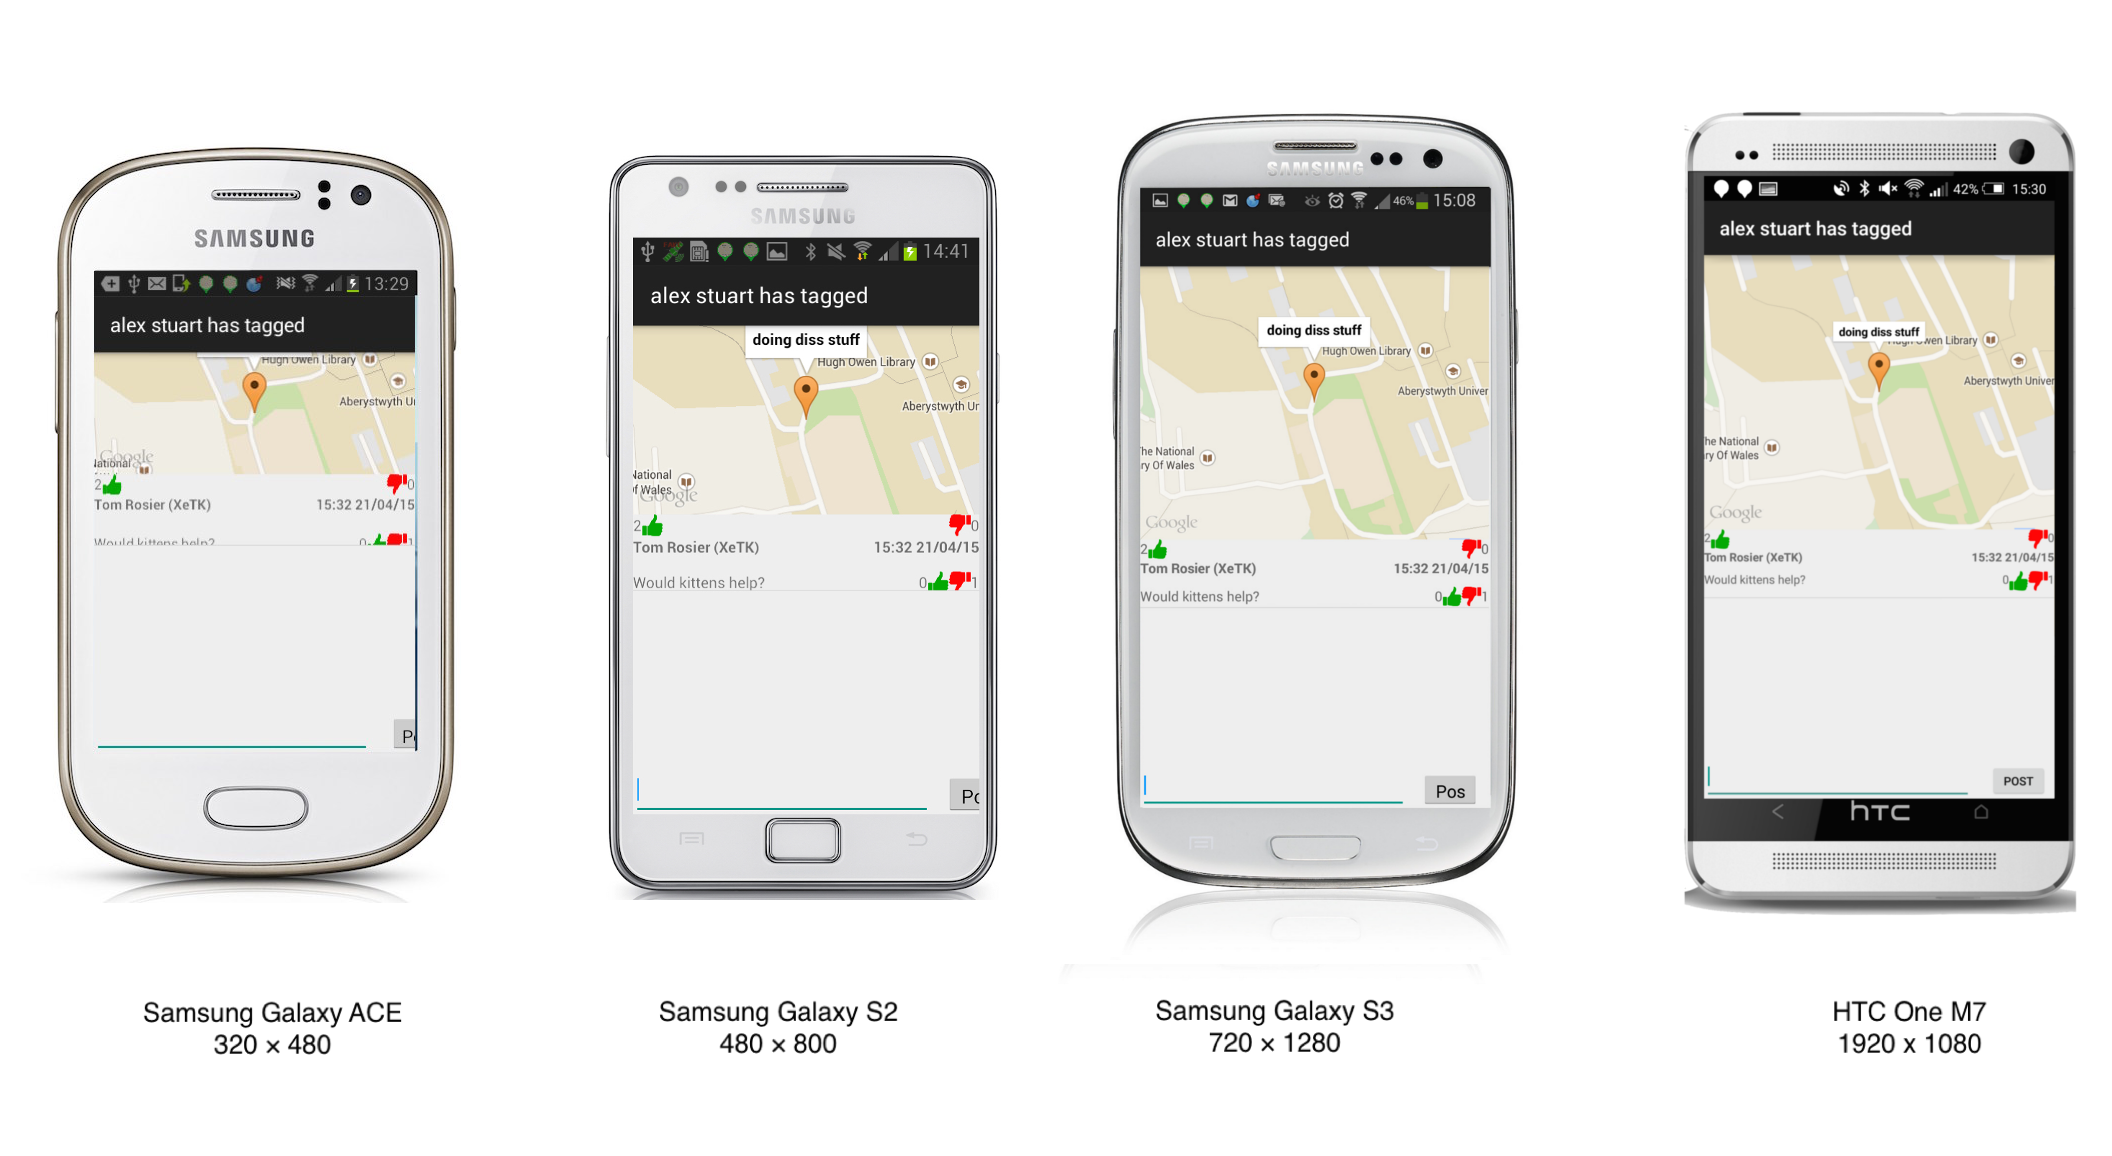 SAMSUNG
13:29
alex stuart has tagged
Hugh Owen Library
Aberystwyth Ur
Google
National
2
0
Tom Rosier (XeTK)
15:32 21/04/15
Would kittens help?
0
1
Po
Samsung Galaxy ACE
320 × 480
SAMSUNG
14:41
alex stuart has tagged
doing diss stuff
Hugh Owen Library
Aberystwyth Ur
National
of Wales
Google
2
0
Tom Rosier (XeTK)
15:32 21/04/15
Would kittens help?
0
1
Po
Samsung Galaxy S2
480 × 800
SAMSUNG
46%
15:08
alex stuart has tagged
doing diss stuff
Hugh Owen Library
Aberystwyth Univer
he National
ry Of Wales
Google
2
0
Tom Rosier (XeTK)
15:32 21/04/15
Would kittens help?
0
1
Pos
Samsung Galaxy S3
720 × 1280
42%
15:30
alex stuart has tagged
doing diss stuff
wen Library
Aberystwyth Univer
he National
ry Of Wales
Google
2
0
Tom Rosier (XeTK)
15:32 21/04/15
Would kittens help?
0
1
POST
hTC
HTC One M7
1920 x 1080